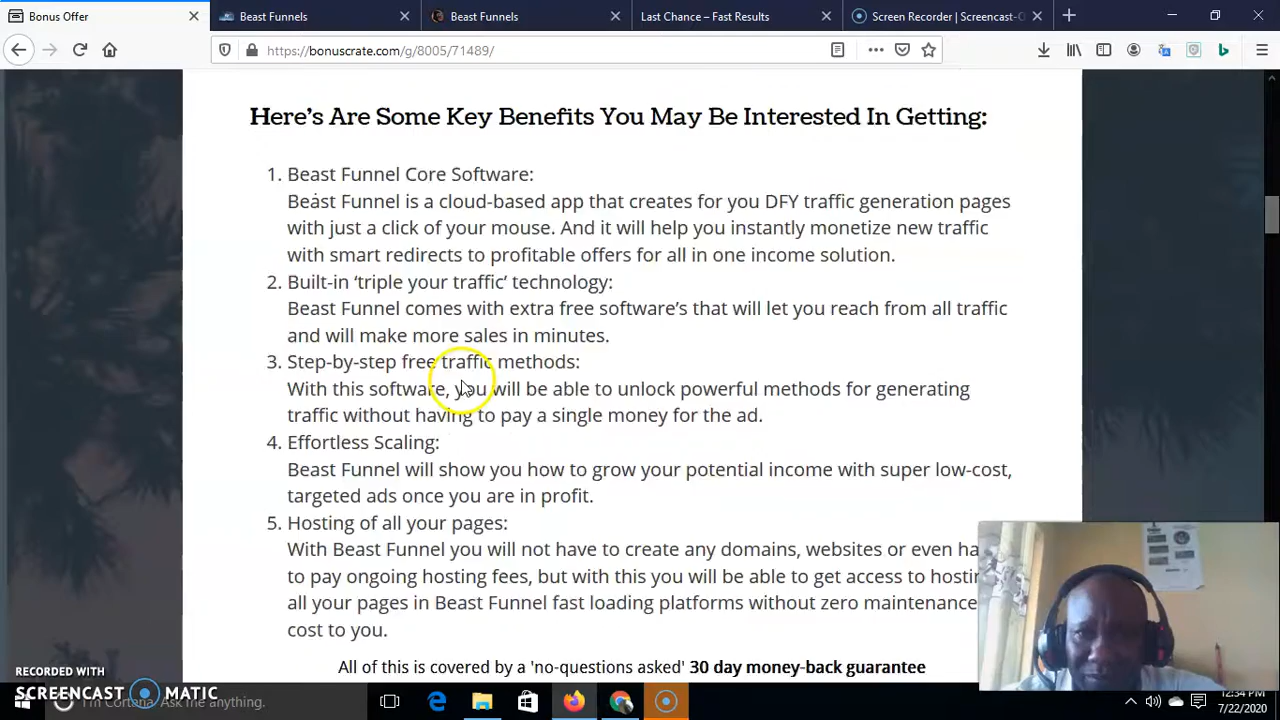 Bonus Offer
Beast Funnels
Beast Funnels
Last Chance – Fast Results
Screen Recorder | Screencast-O
https://bonuscrate.com/g/8005/71489/
Here's Are Some Key Benefits You May Be Interested In Getting:
1. Beast Funnel Core Software:
Beast Funnel is a cloud-based app that creates for you DFY traffic generation pages
with just a click of your mouse. And it will help you instantly monetize new traffic
with smart redirects to profitable offers for all in one income solution.
2. Built-in ‘triple your traffic’ technology:
Beast Funnel comes with extra free software’s that will let you reach from all traffic
and will make more sales in minutes.
3. Step-by-step free traffic methods:
With this software, you will be able to unlock powerful methods for generating
traffic without having to pay a single money for the ad.
4. Effortless Scaling:
Beast Funnel will show you how to grow your potential income with super low-cost,
targeted ads once you are in profit.
5. Hosting of all your pages:
With Beast Funnel you will not have to create any domains, websites or even ha
to pay ongoing hosting fees, but with this you will be able to get access to hosti
all your pages in Beast Funnel fast loading platforms without zero maintenance
cost to you.
All of this is covered by a 'no-questions asked' 30 day money-back guarantee
RECORDED WITH
SCREENCAST MATIC
I'm Cortana. Ask me anything.
12:34 PM
7/22/2020